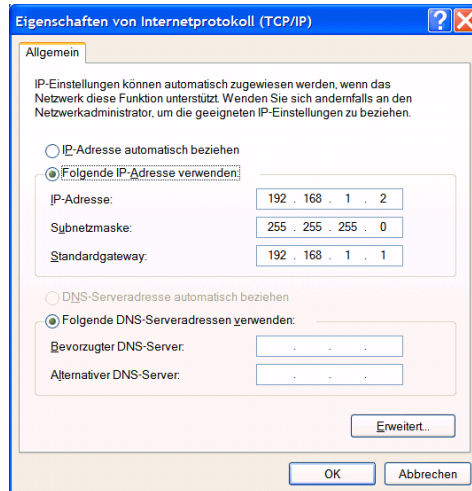 Eigenschaften von Internetprotokoll (TCP/IP)
Allgemein
IP-Einstellungen können automatisch zugewiesen werden, wenn das
Netzwerk diese Funktion unterstützt. Wenden Sie sich andernfalls an den
Netzwerkadministrator, um die geeigneten IP-Einstellungen zu beziehen.
IP-Adresse automatisch beziehen
Folgende IP-Adresse verwenden:
IP-Adresse: 192 . 168 . 1 . 2
Subnetzmaske: 255 . 255 . 255 . 0
Standardgateway: 192 . 168 . 1 . 1
DNS-Serveradresse automatisch beziehen
Folgende DNS-Serveradressen verwenden:
Bevorzugter DNS-Server: . . .
Alternativer DNS-Server: . . .
Erweitert...
OK Abbrechen